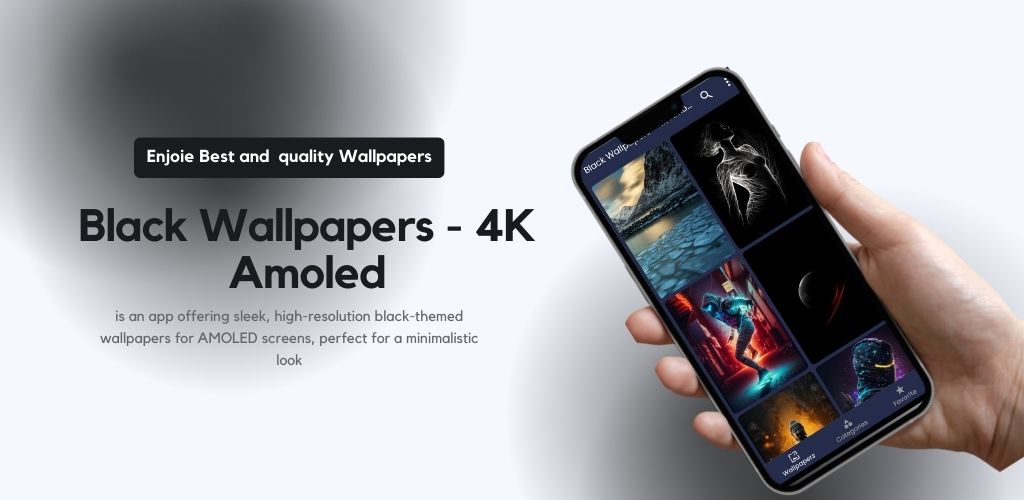 Enjoie Best and quality Wallpapers
Black Wallpapers - 4K
Amoled
is an app offering sleek, high-resolution black-themed
wallpapers for AMOLED screens, perfect for a minimalistic
look
Black
Wallpapers
Categories
Favorite